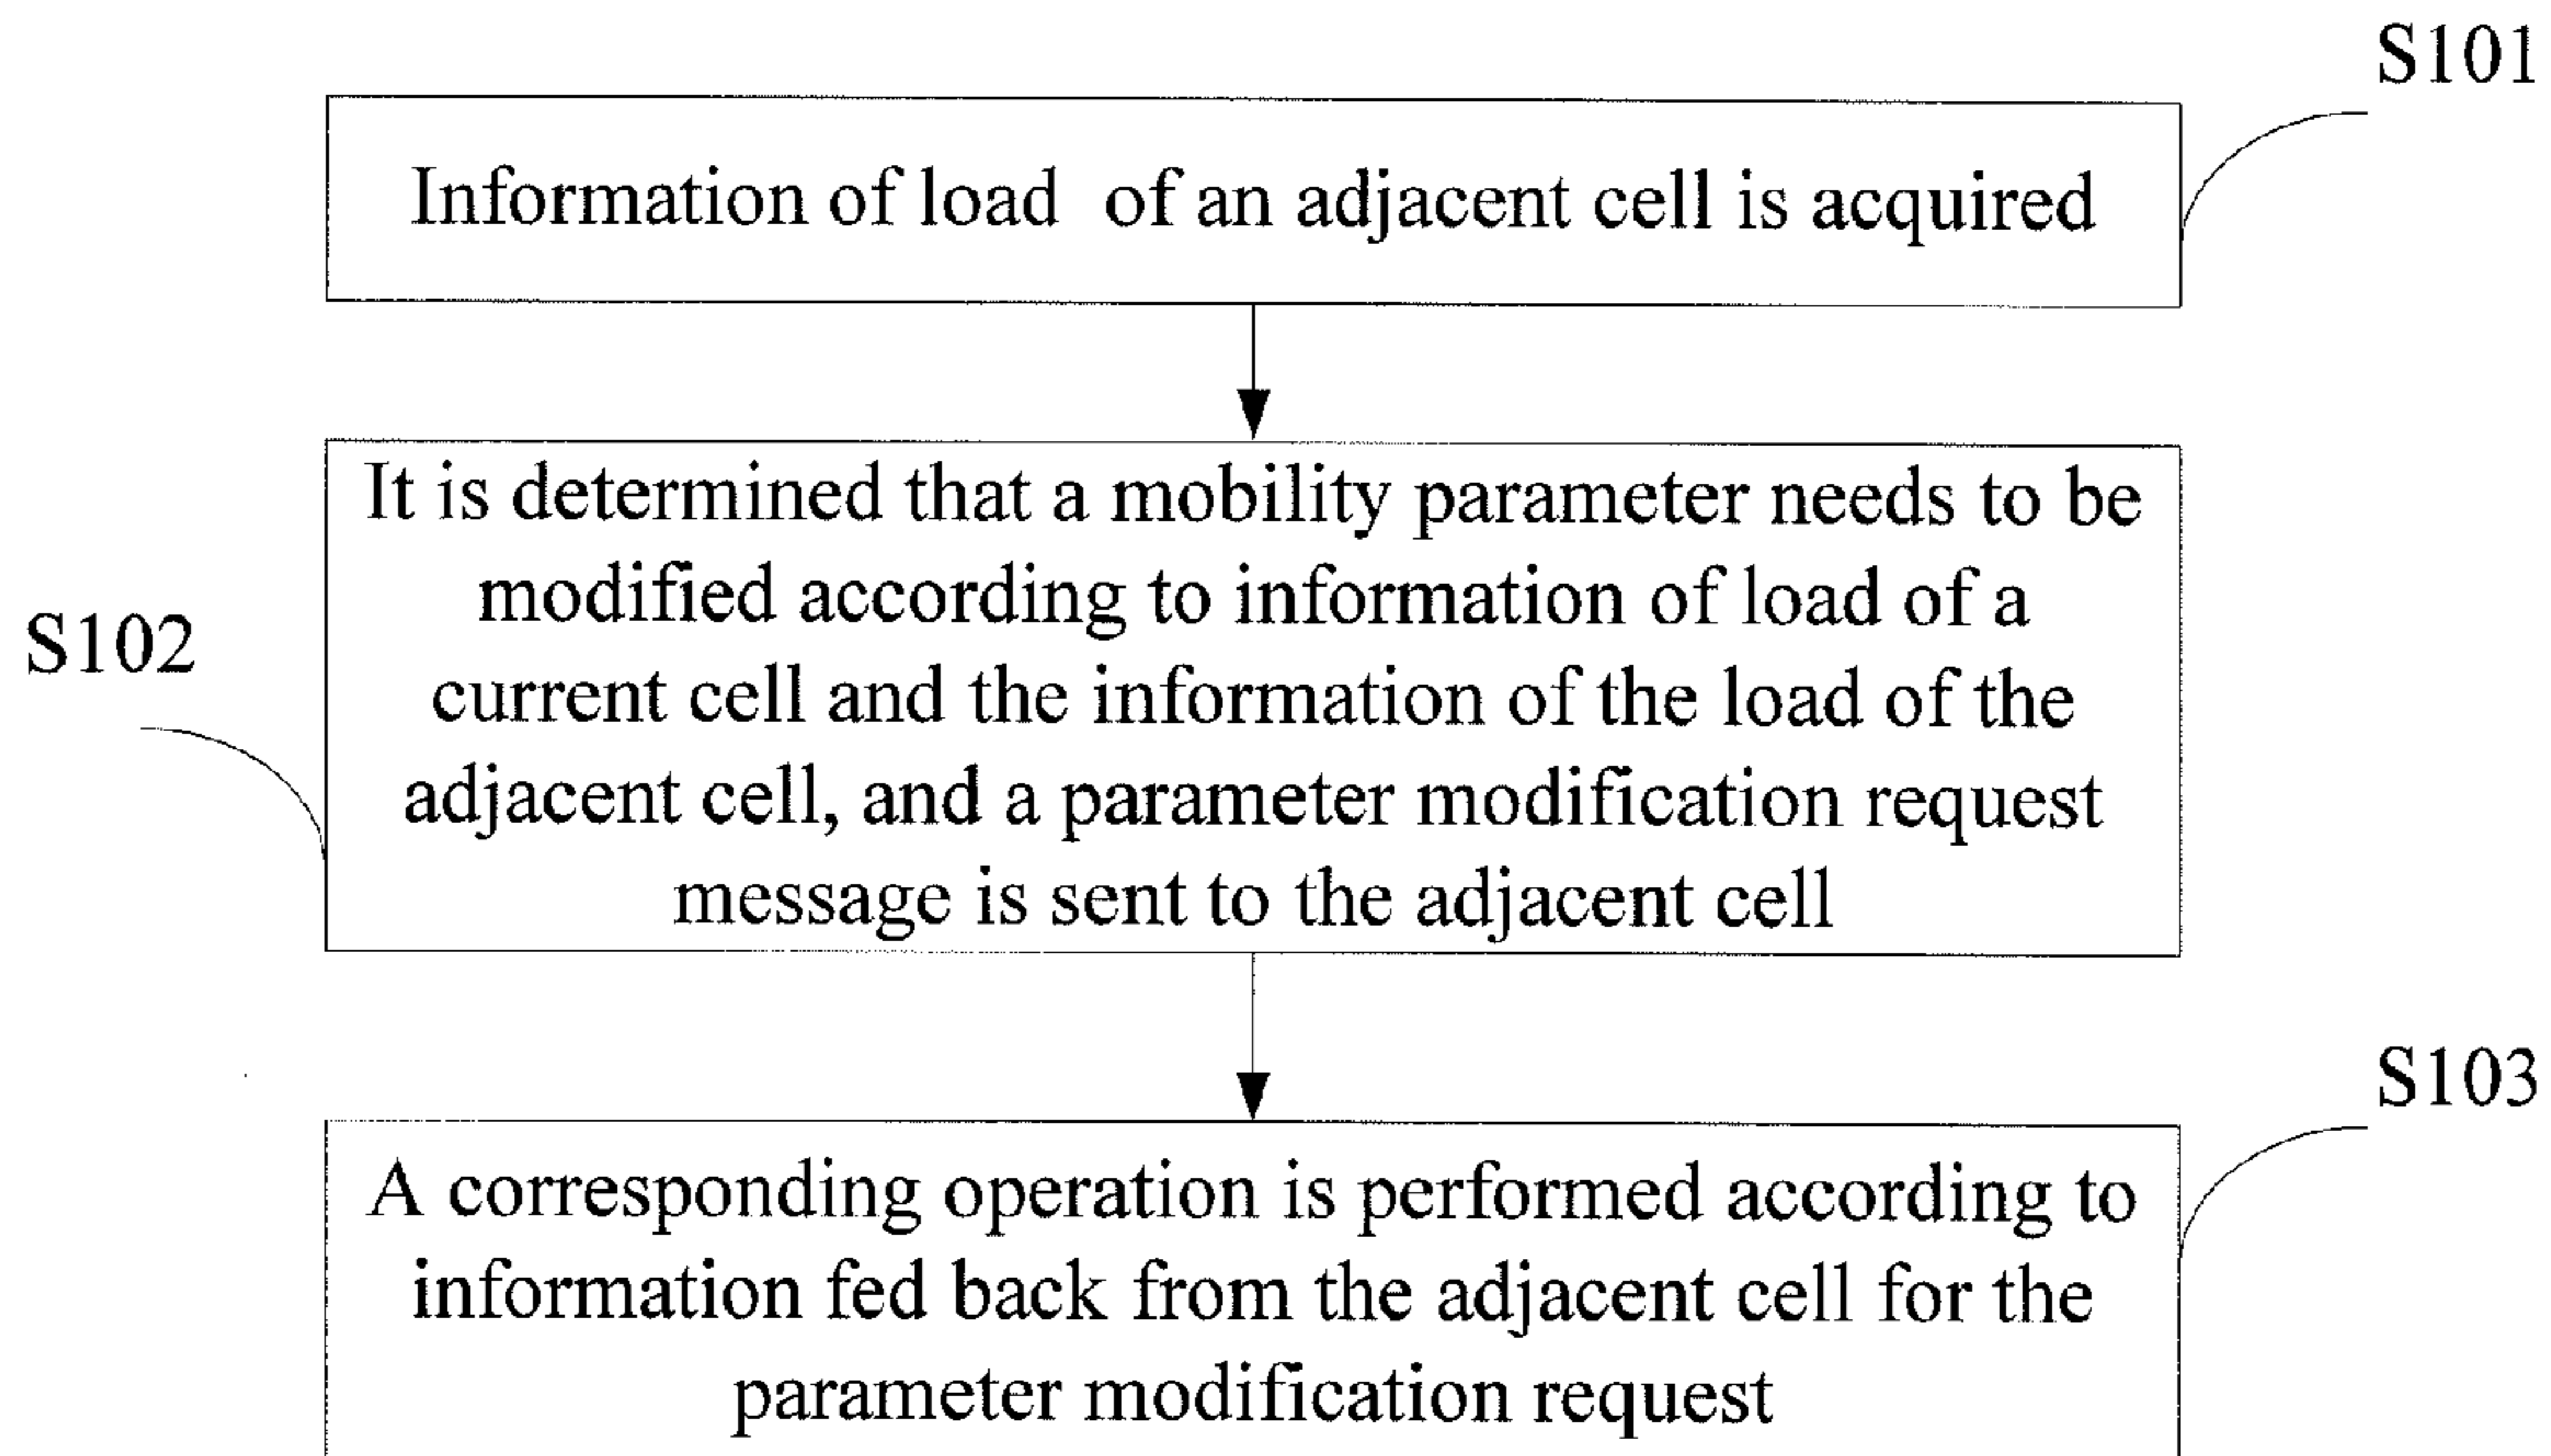 S101
Information of load of an adjacent cell is acquired
It is determined that a mobility parameter needs to be
modified according to information of load of a
S102
current cell and the information of the load of the
adjacent cell, and a parameter modification request
message is sent to the adjacent cell
S103
A corresponding operation is performed according to
information fed back from the adjacent cell for the
parameter modification request